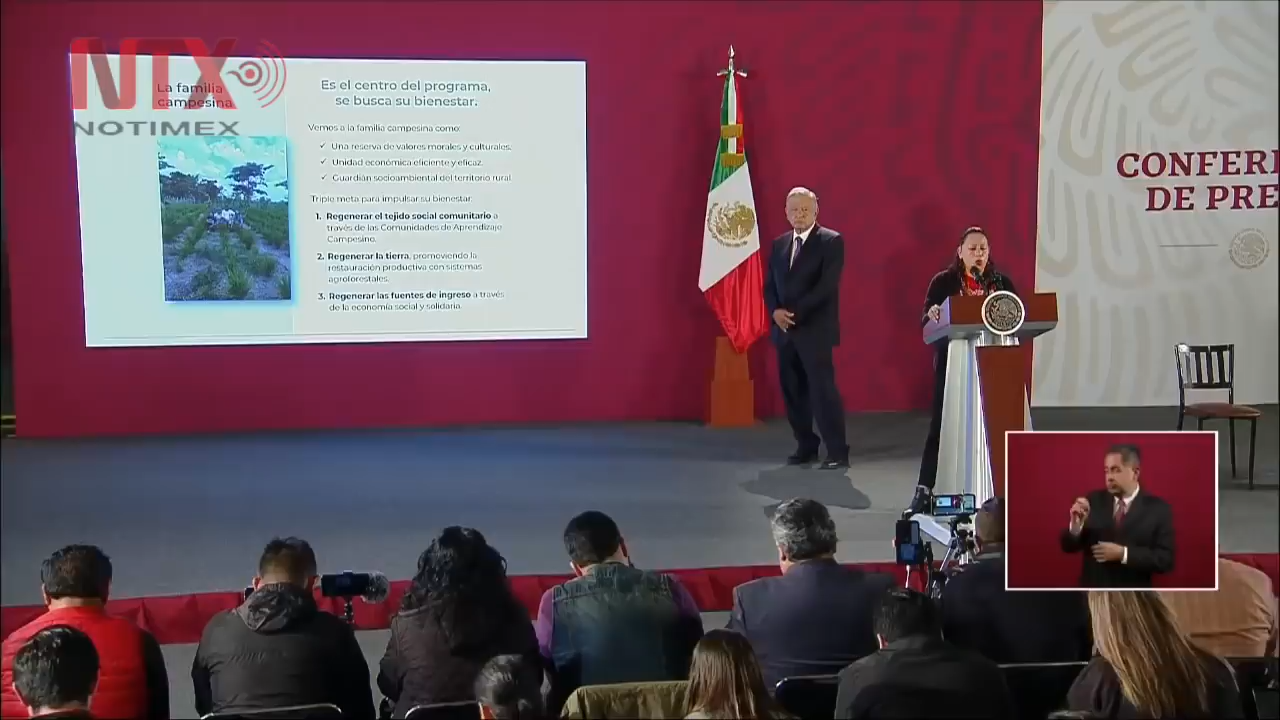 NTX
NOTIMEX
La familia
campesina
Es el centro del programa,
se busca su bienestar.
Vemos a la familia campesina como:
✓ Una reserva de valores morales y culturales.
✓ Unidad económica eficiente y eficaz.
✓ Guardián socioambiental del territorio rural.
Triple meta para impulsar su bienestar:
1. Regenerar el tejido social comunitario a
través de las Comunidades de Aprendizaje
Campesino.
2. Regenerar la tierra, promoviendo la
restauración productiva con sistemas
agroforestales.
3. Regenerar las fuentes de ingreso a través
de la economía social y solidaria.
CONFERE
DE PRE